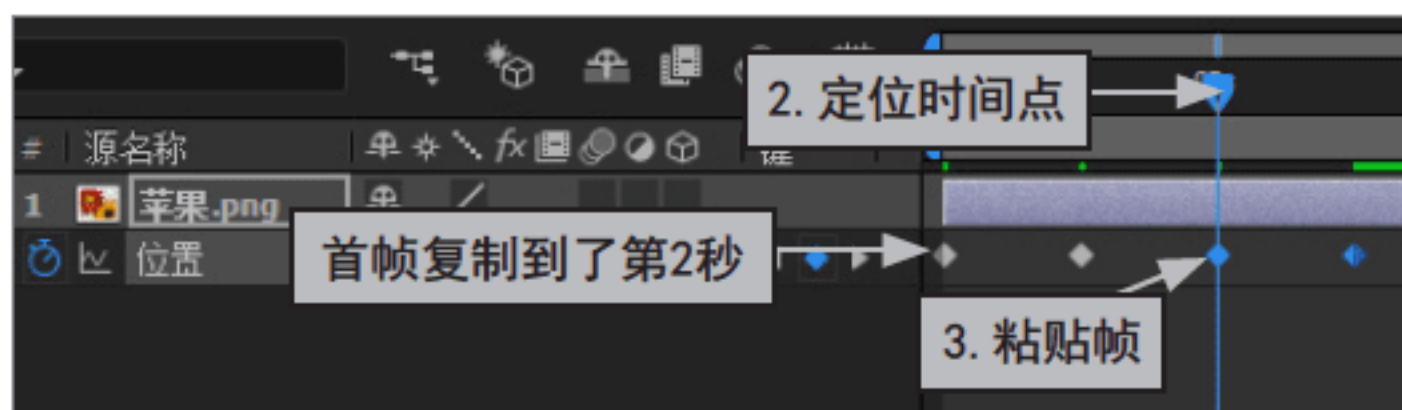 2. 定位时间点
# 源名称 fx
1 苹果.png
首帧复制到了第2秒
位置
3. 粘贴帧